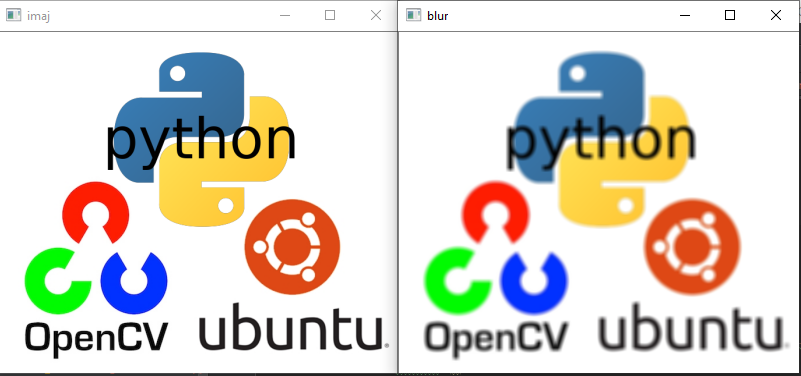 imaj
python
OpenCV
ubuntu
blur
python
OpenCV
ubuntu